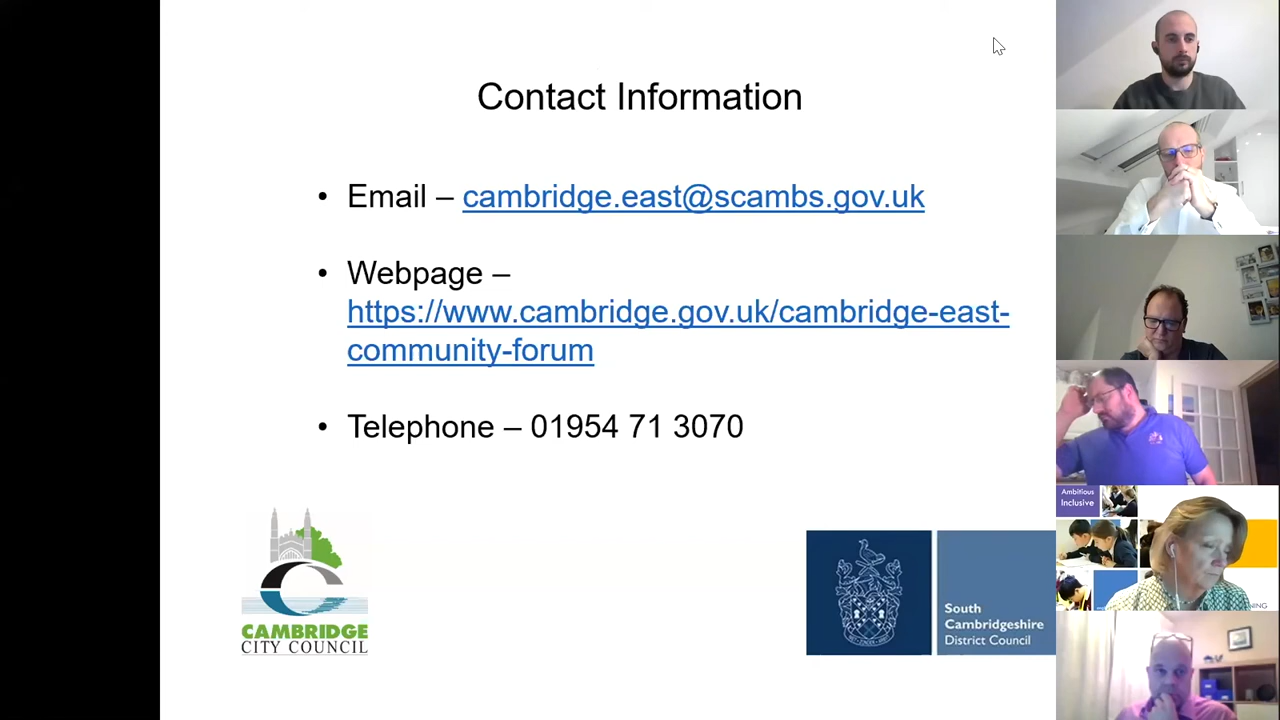 Contact Information
• Email – cambridge.east@scambs.gov.uk
• Webpage –
https://www.cambridge.gov.uk/cambridge-east-
community-forum
• Telephone – 01954 71 3070
CAMBRIDGE
CITY COUNCIL
South
Cambridgeshire
District Council
Ambitious
Inclusive
NING